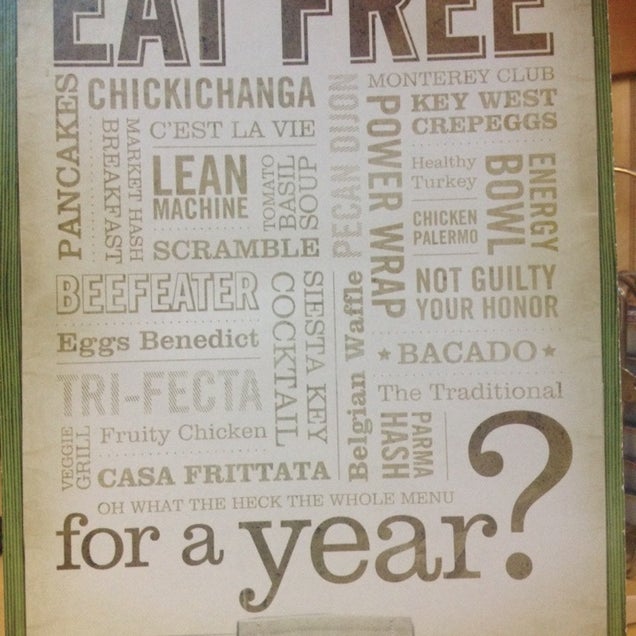 EAT FREE
PANCAKES
CHICKICHANGA
MARKET HASH
BREAKFAST
C'EST LA VIE
LEAN
MACHINE
TOMATO
BASIL
SOUP
SCRAMBLE
PECAN DIJON
MONTEREY CLUB
POWER WRAP
KEY WEST
CREPEGGS
Healthy
Turkey
CHICKEN
PALERMO
ENERGY
BOWL
NOT GUILTY
YOUR HONOR
BEEFEATER
Eggs Benedict
SIESTA KEY
COCKTAIL
TRI-FECTA
VEGGIE
GRILL
Fruity Chicken
CASA FRITTATA
Belgian Waffle
BACADO
The Traditional
PARMA
HASH
OH WHAT THE HECK THE WHOLE MENU
for a year?